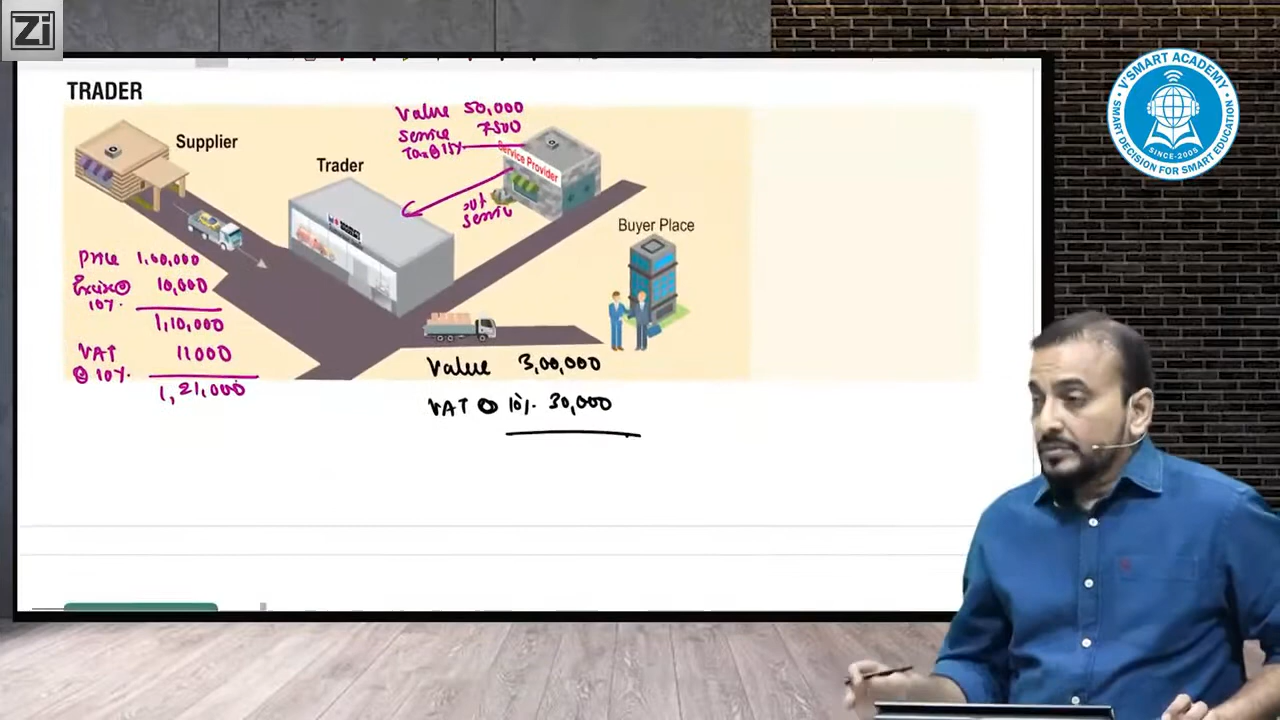 Zi
TRADER
Supplier
Trader
Value 50,000
Service 7500
Tax @ 15%
Service Provider
out
Service
Buyer Place
Price 1,00,000
Excise @ 10,000
10%.
1,10,000
VAT 11000
@ 10%.
1,21,000
Value 3,00,000
VAT @ 10%. 30,000
V'SMART ACADEMY
SMART DECISION FOR SMART EDUCATION
SINCE-2005